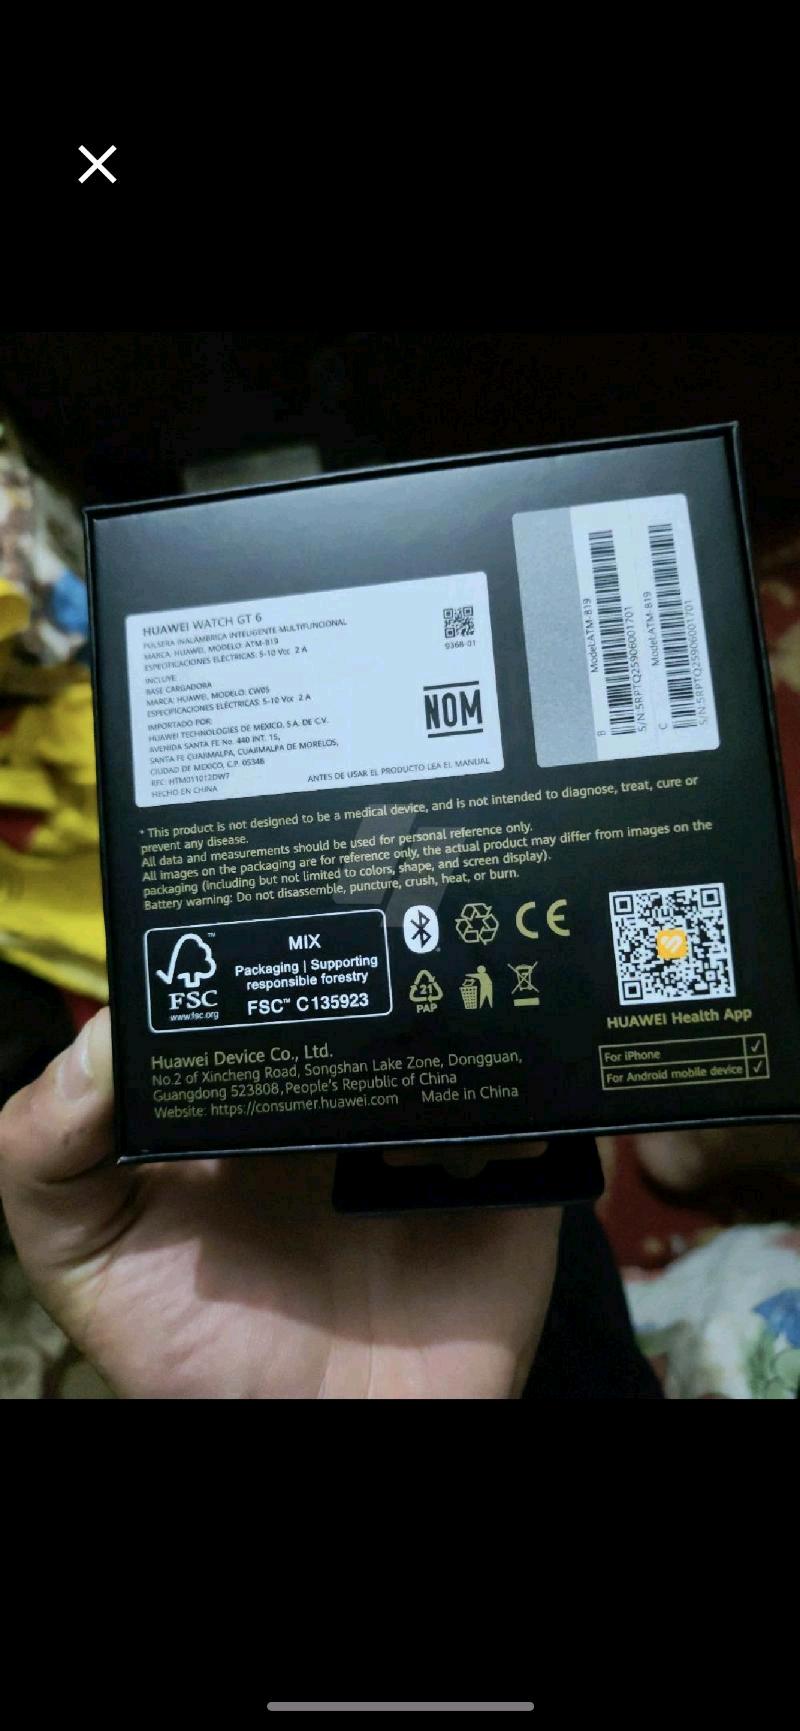 HUAWEI WATCH GT 6
PULSERA INALÁMBRICA INTELIGENTE MULTIFUNCIONAL
MARCA: HUAWEI, MODELO: ATM-B19
ESPECIFICACIONES ELÉCTRICAS: 5-10 Vcc 2 A
INCLUYE
BASE CARGADORA
MARCA: HUAWEI, MODELO: CW05
ESPECIFICACIONES ELÉCTRICAS: 5-10 Vcc 2 A
IMPORTADO POR:
HUAWEI TECHNOLOGIES DE MEXICO, S.A. DE C.V.
AVENIDA SANTA FE No. 440 INT. 15,
SANTA FE CUAJIMALPA, CUAJIMALPA DE MORELOS,
CIUDAD DE MEXICO, C.P. 05348
RFC: HTM011012DW7
HECHO EN CHINA
ANTES DE USAR EL PRODUCTO LEA EL MANUAL
9368-01
NOM
B
Model:ATM-B19
S/N:5RPTQ25906001701
C
Model:ATM-B19
S/N:5RPTQ25906001701
* This product is not designed to be a medical device, and is not intended to diagnose, treat, cure or
prevent any disease.
All data and measurements should be used for personal reference only.
All images on the packaging are for reference only, the actual product may differ from images on the
packaging (including but not limited to colors, shape, and screen display).
Battery warning: Do not disassemble, puncture, crush, heat, or burn.
FSC
www.fsc.org
MIX
Packaging | Supporting
responsible forestry
FSC™ C135923
CE
21
PAP
HUAWEI Health App
For iPhone ✓
For Android mobile device ✓
Huawei Device Co., Ltd.
No.2 of Xincheng Road, Songshan Lake Zone, Dongguan,
Guangdong 523808,People's Republic of China
Website: https://consumer.huawei.com Made in China